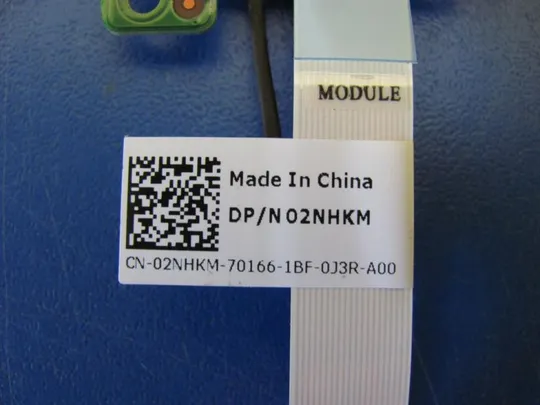 MODULE
Made In China
DP/N 02NHKM
CN-02NHKM-70166-1BF-0J3R-A00